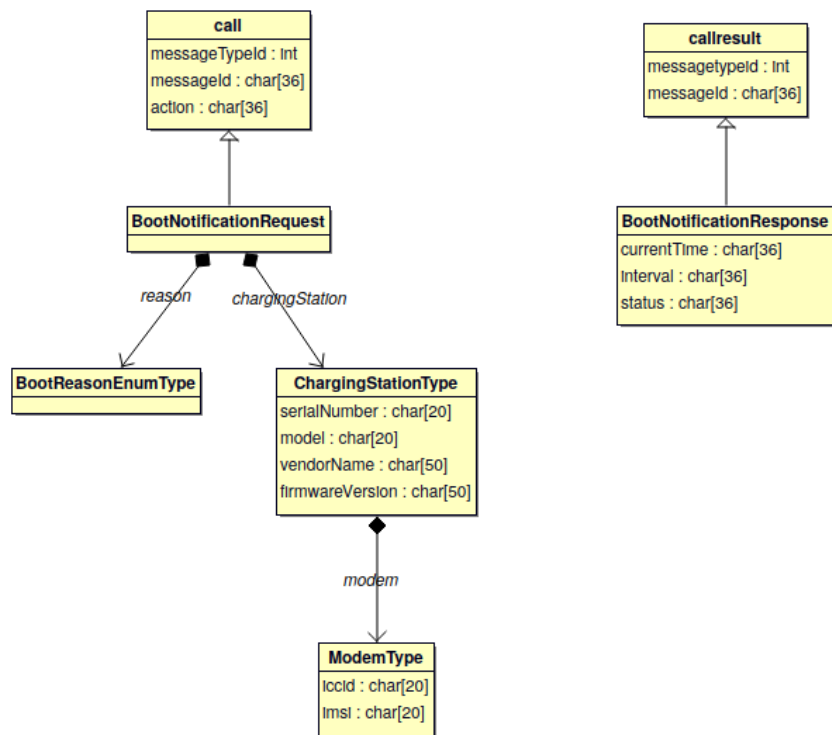 call
messageTypeId : int
messageId : char[36]
action : char[36]
callresult
messagetypeId : int
messageId : char[36]
BootNotificationRequest
BootNotificationResponse
currentTime : char[36]
interval : char[36]
status : char[36]
reason
chargingStation
BootReasonEnumType
ChargingStationType
serialNumber : char[20]
model : char[20]
vendorName : char[50]
firmwareVersion : char[50]
modem
ModemType
iccid : char[20]
imsi : char[20]